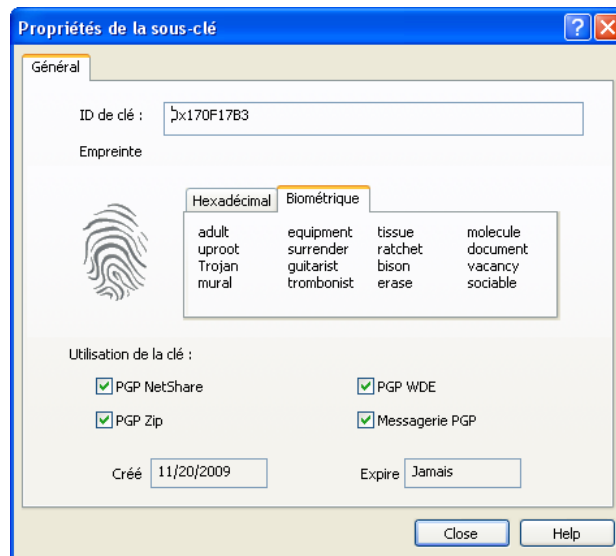 Propriétés de la sous-clé
Général
ID de clé : כֿx170F17B3
Empreinte
Hexadécimal Biométrique
adult equipment tissue molecule
uproot surrender ratchet document
Trojan guitarist bison vacancy
mural trombonist erase sociable
Utilisation de la clé :
PGP NetShare PGP WDE
PGP Zip Messagerie PGP
Créé 11/20/2009 Expire Jamais
Close Help